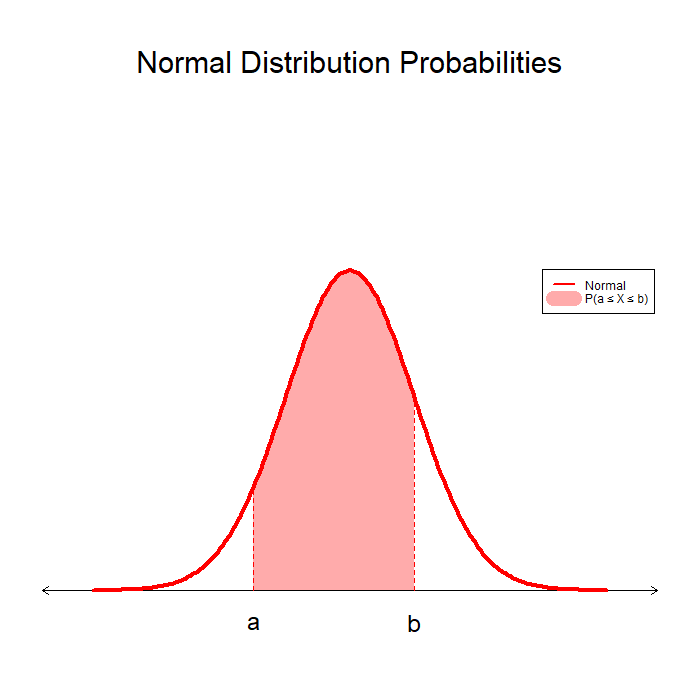 Normal Distribution Probabilities
Normal
P(a ≤ X ≤ b)
a
b